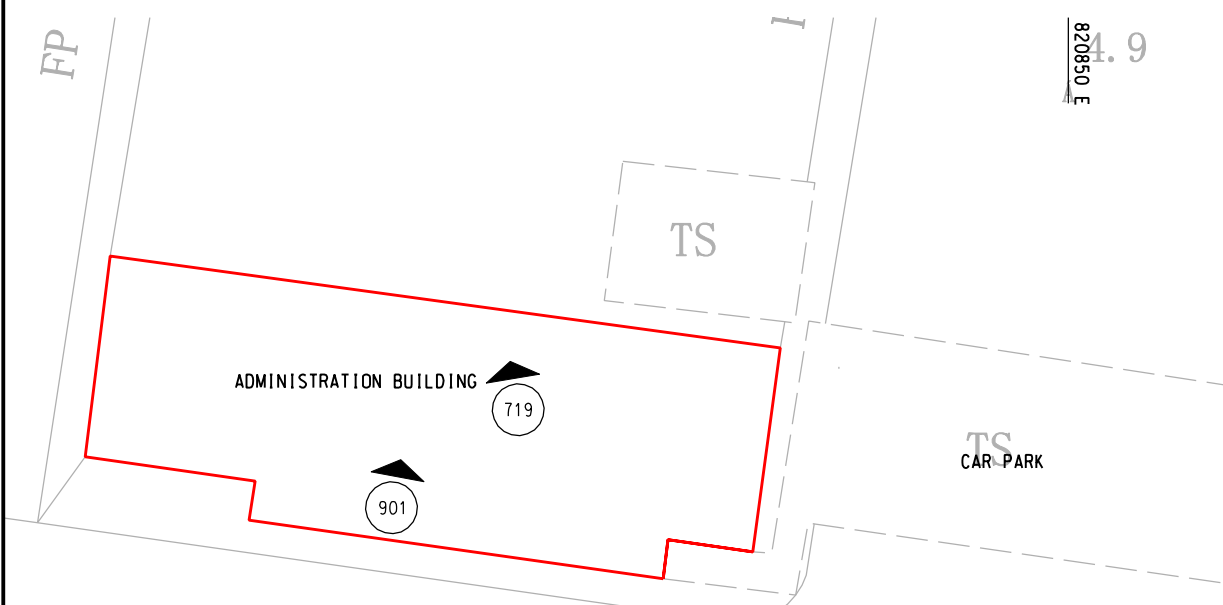 FP
820850 E
4.9
TS
ADMINISTRATION BUILDING
719
TS
CAR PARK
901